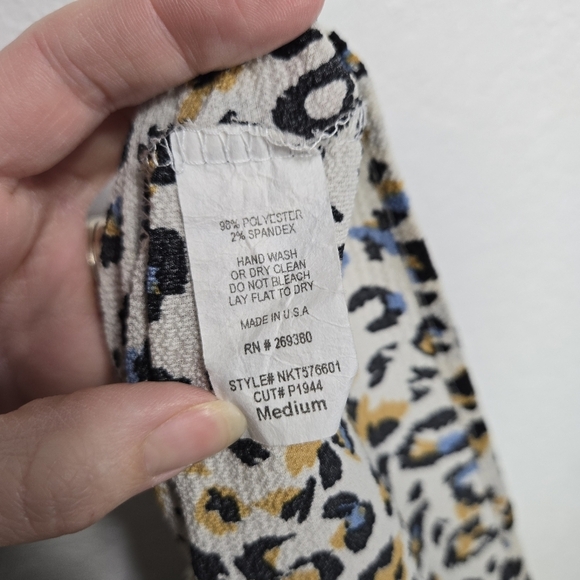 98% POLYESTER
2% SPANDEX
HAND WASH
OR DRY CLEAN
DO NOT BLEACH
LAY FLAT TO DRY
MADE IN U.S.A
RN # 269380
STYLE# NKT576601
CUT# P1944
Medium